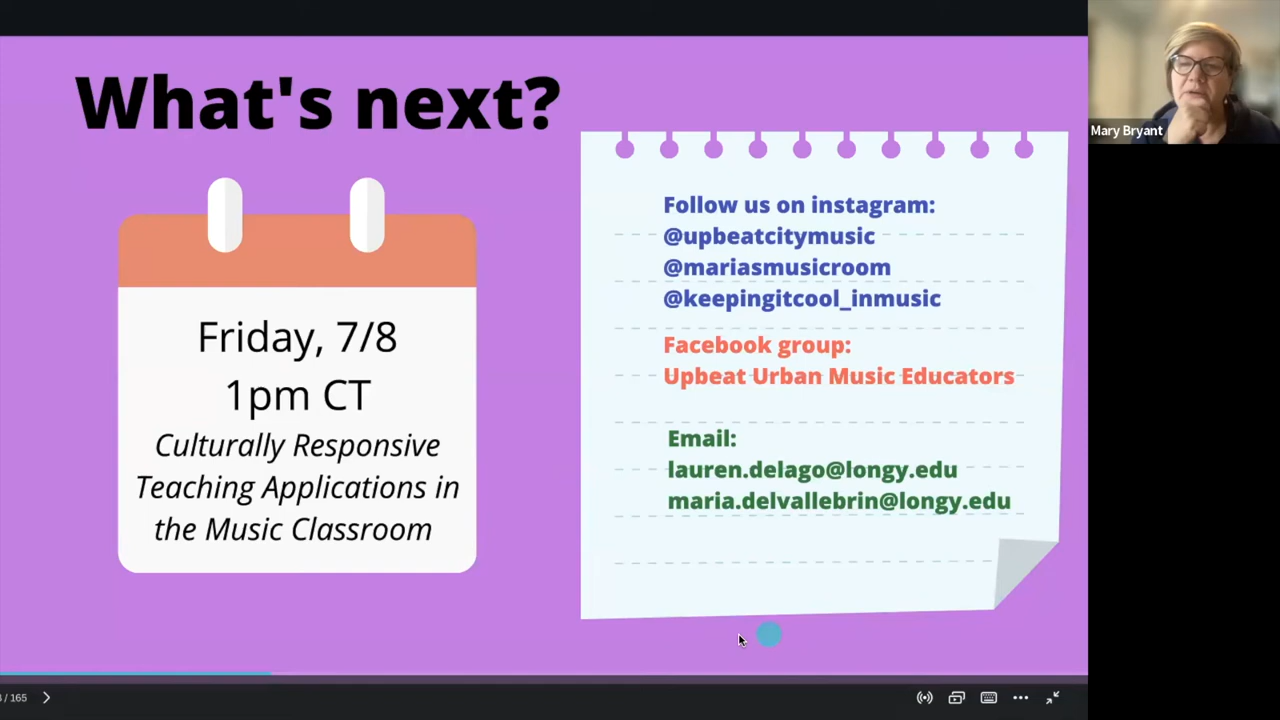 What's next?
Friday, 7/8
1pm CT
Culturally Responsive
Teaching Applications in
the Music Classroom
Follow us on instagram:
@upbeatcitymusic
@mariasmusicroom
@keepingitcool_inmusic
Facebook group:
Upbeat Urban Music Educators
Email:
lauren.delago@longy.edu
maria.delvallebrin@longy.edu
Mary Bryant
/ 165